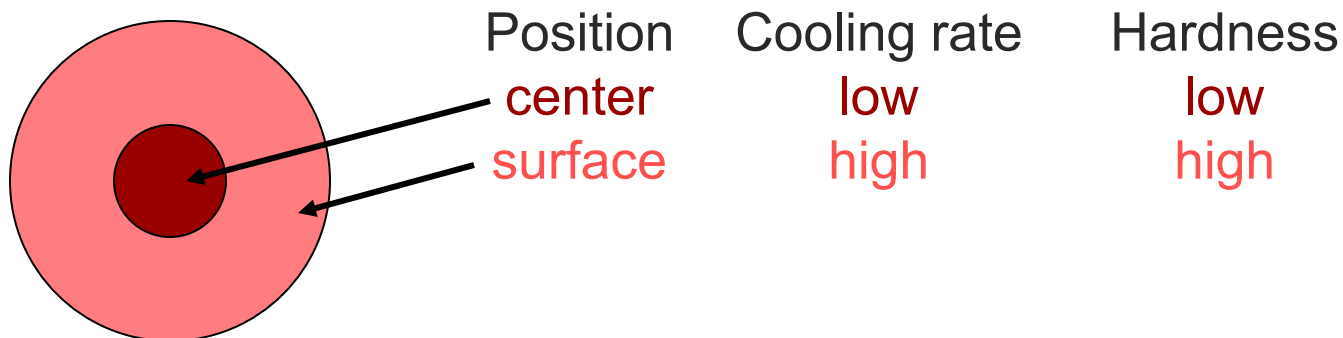 Position Cooling rate Hardness
center low low
surface high high